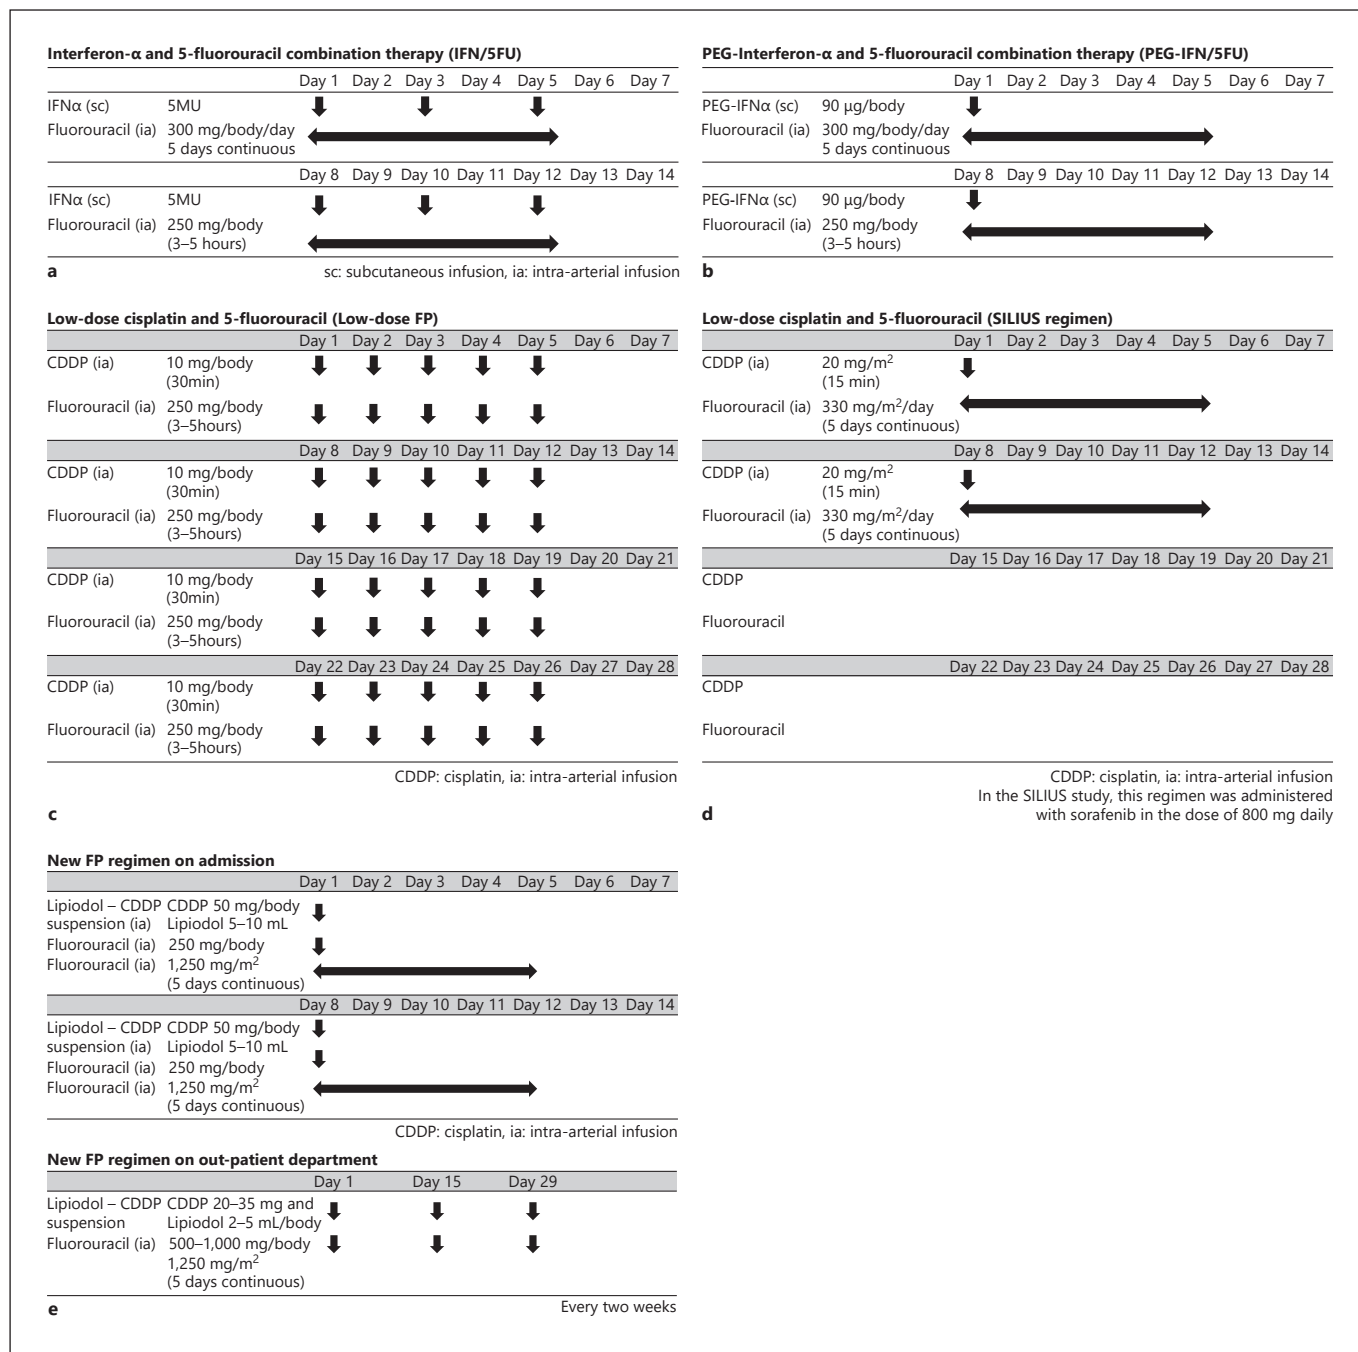 Interferon-α and 5-fluorouracil combination therapy (IFN/5FU)
Day 1 Day 2 Day 3 Day 4 Day 5 Day 6 Day 7
IFNα (sc) 5MU
Fluorouracil (ia) 300 mg/body/day
5 days continuous
Day 8 Day 9 Day 10 Day 11 Day 12 Day 13 Day 14
IFNα (sc) 5MU
Fluorouracil (ia) 250 mg/body
(3–5 hours)
a
sc: subcutaneous infusion, ia: intra-arterial infusion
PEG-Interferon-α and 5-fluorouracil combination therapy (PEG-IFN/5FU)
Day 1 Day 2 Day 3 Day 4 Day 5 Day 6 Day 7
PEG-IFNα (sc) 90 μg/body
Fluorouracil (ia) 300 mg/body/day
5 days continuous
Day 8 Day 9 Day 10 Day 11 Day 12 Day 13 Day 14
PEG-IFNα (sc) 90 μg/body
Fluorouracil (ia) 250 mg/body
(3–5 hours)
b
Low-dose cisplatin and 5-fluorouracil (Low-dose FP)
Day 1 Day 2 Day 3 Day 4 Day 5 Day 6 Day 7
CDDP (ia) 10 mg/body
(30min)
Fluorouracil (ia) 250 mg/body
(3–5hours)
Day 8 Day 9 Day 10 Day 11 Day 12 Day 13 Day 14
CDDP (ia) 10 mg/body
(30min)
Fluorouracil (ia) 250 mg/body
(3–5hours)
Day 15 Day 16 Day 17 Day 18 Day 19 Day 20 Day 21
CDDP (ia) 10 mg/body
(30min)
Fluorouracil (ia) 250 mg/body
(3–5hours)
Day 22 Day 23 Day 24 Day 25 Day 26 Day 27 Day 28
CDDP (ia) 10 mg/body
(30min)
Fluorouracil (ia) 250 mg/body
(3–5hours)
CDDP: cisplatin, ia: intra-arterial infusion
c
Low-dose cisplatin and 5-fluorouracil (SILIUS regimen)
Day 1 Day 2 Day 3 Day 4 Day 5 Day 6 Day 7
CDDP (ia) 20 mg/m²
(15 min)
Fluorouracil (ia) 330 mg/m²/day
(5 days continuous)
Day 8 Day 9 Day 10 Day 11 Day 12 Day 13 Day 14
CDDP (ia) 20 mg/m²
(15 min)
Fluorouracil (ia) 330 mg/m²/day
(5 days continuous)
Day 15 Day 16 Day 17 Day 18 Day 19 Day 20 Day 21
CDDP
Fluorouracil
Day 22 Day 23 Day 24 Day 25 Day 26 Day 27 Day 28
CDDP
Fluorouracil
CDDP: cisplatin, ia: intra-arterial infusion
In the SILIUS study, this regimen was administered
d
with sorafenib in the dose of 800 mg daily
New FP regimen on admission
Day 1 Day 2 Day 3 Day 4 Day 5 Day 6 Day 7
Lipiodol – CDDP CDDP 50 mg/body
suspension (ia) Lipiodol 5–10 mL
Fluorouracil (ia) 250 mg/body
Fluorouracil (ia) 1,250 mg/m²
(5 days continuous)
Day 8 Day 9 Day 10 Day 11 Day 12 Day 13 Day 14
Lipiodol – CDDP CDDP 50 mg/body
suspension (ia) Lipiodol 5–10 mL
Fluorouracil (ia) 250 mg/body
Fluorouracil (ia) 1,250 mg/m²
(5 days continuous)
CDDP: cisplatin, ia: intra-arterial infusion
New FP regimen on out-patient department
Day 1 Day 15 Day 29
Lipiodol – CDDP CDDP 20–35 mg and
suspension Lipiodol 2–5 mL/body
Fluorouracil (ia) 500–1,000 mg/body
1,250 mg/m²
(5 days continuous)
e
Every two weeks